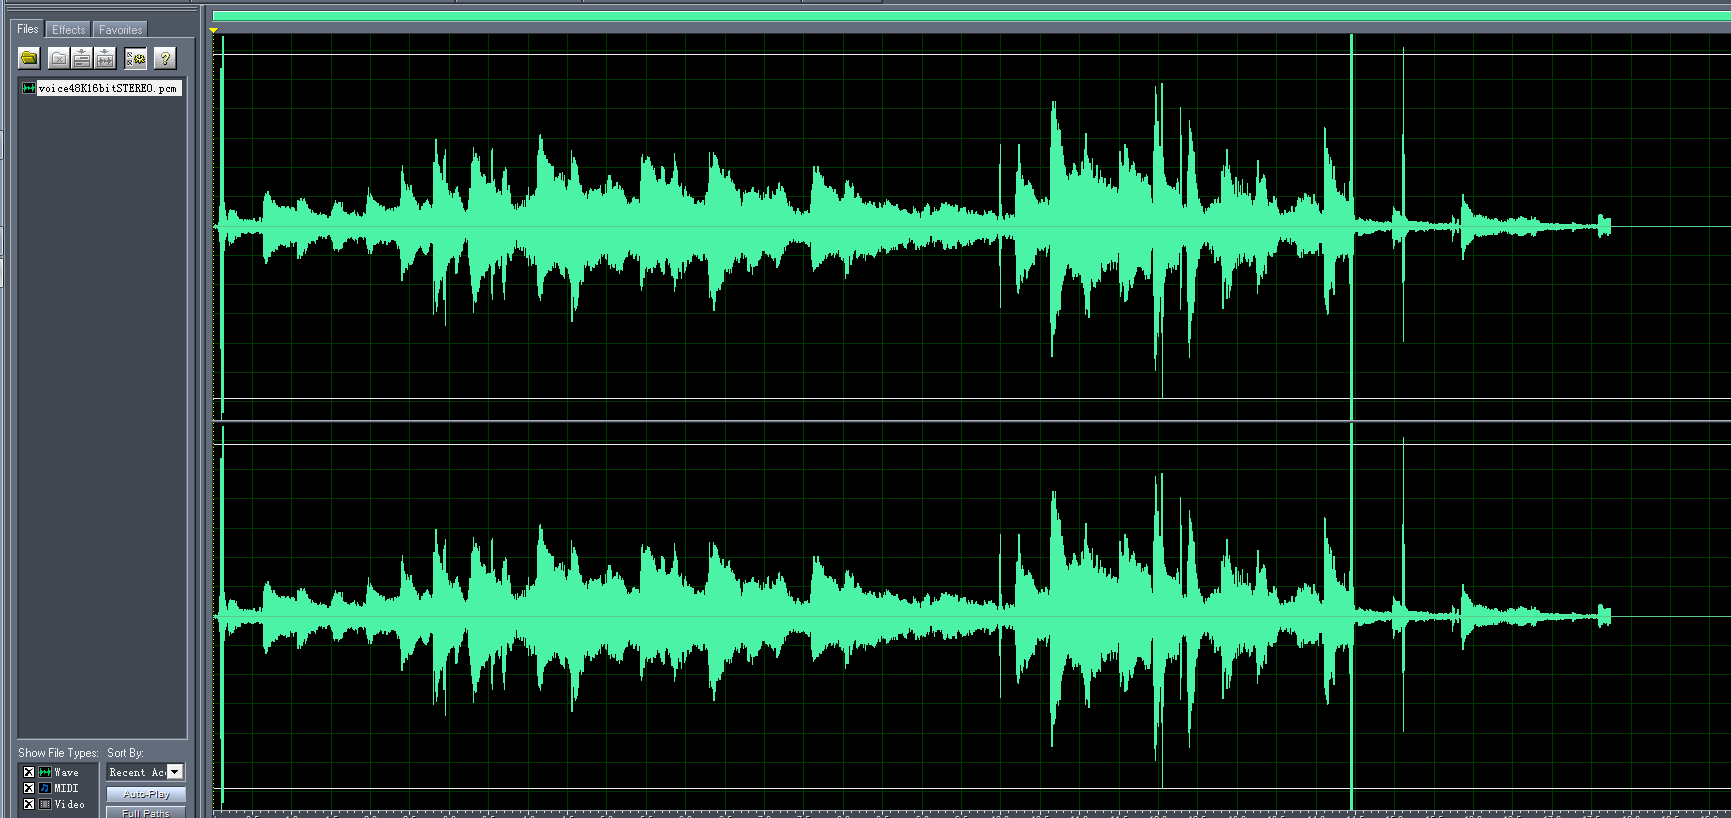 Files Effects Favorites
?
voice48K16bitSTEREO.pcm
Show File Types: Sort By:
Wave Recent Ac
MIDI Auto-Play
Video Full Paths